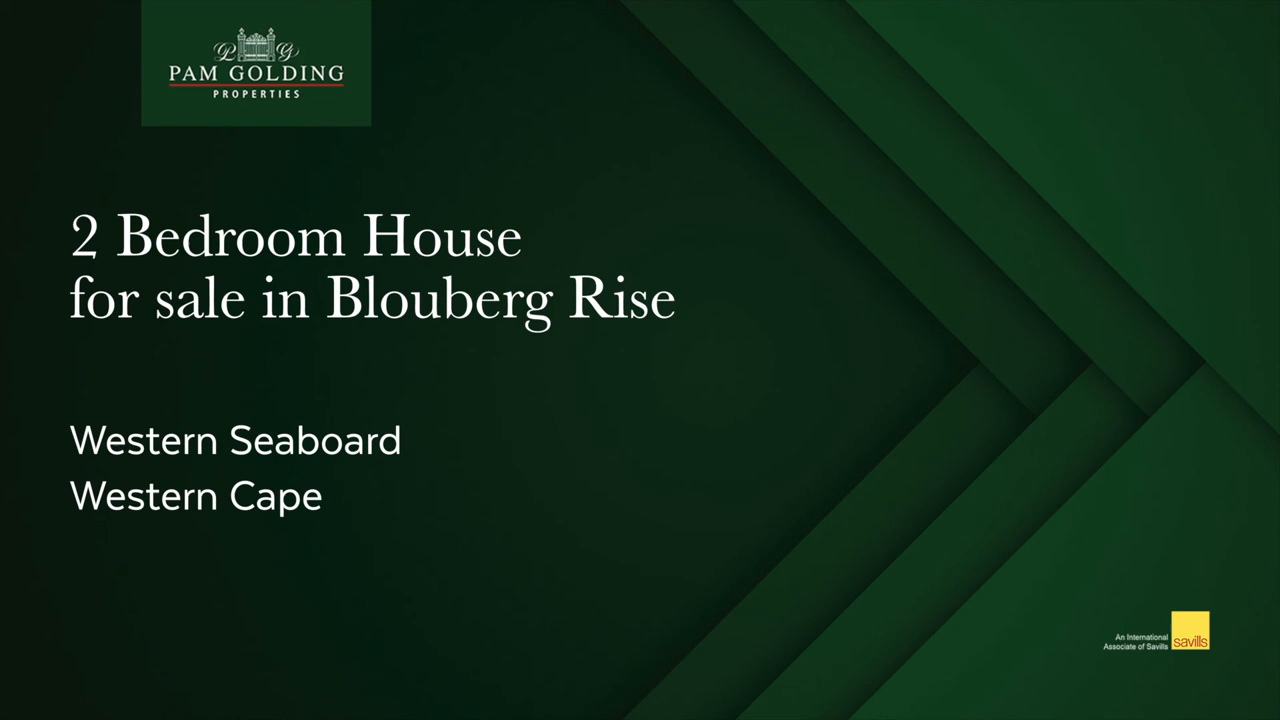 P G
PAM GOLDING
PROPERTIES
2 Bedroom House
for sale in Blouberg Rise
Western Seaboard
Western Cape
An International
Associate of Savills
savills